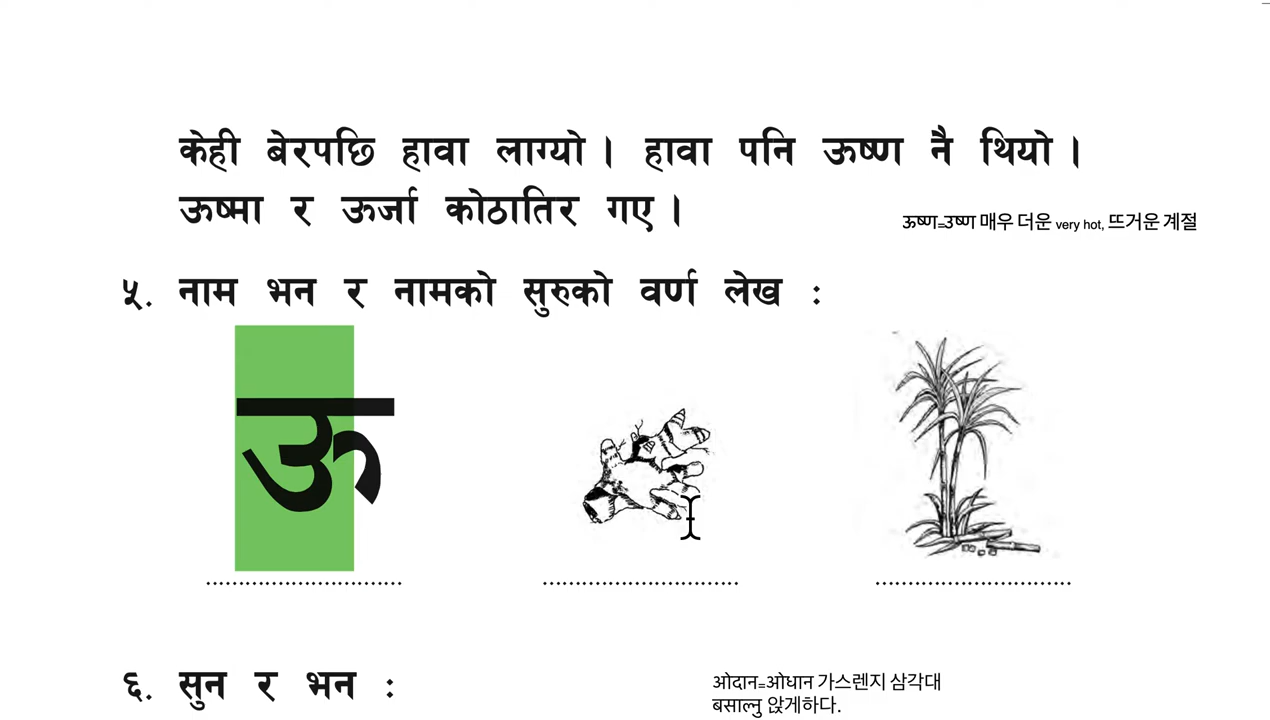 केही बेरपछि हावा लाग्यो । हावा पनि ऊष्ण नै थियो ।
ऊष्मा र ऊर्जा कोठातिर गए ।
ऊष्ण=उष्ण 매우 더운 very hot, 뜨거운 계절
५. नाम भन र नामको सुरुको वर्ण लेख :
ऊ
६. सुन र भन :
ओदान=ओधान 가스렌지 삼각대
बसाल्नु 앉게하다.